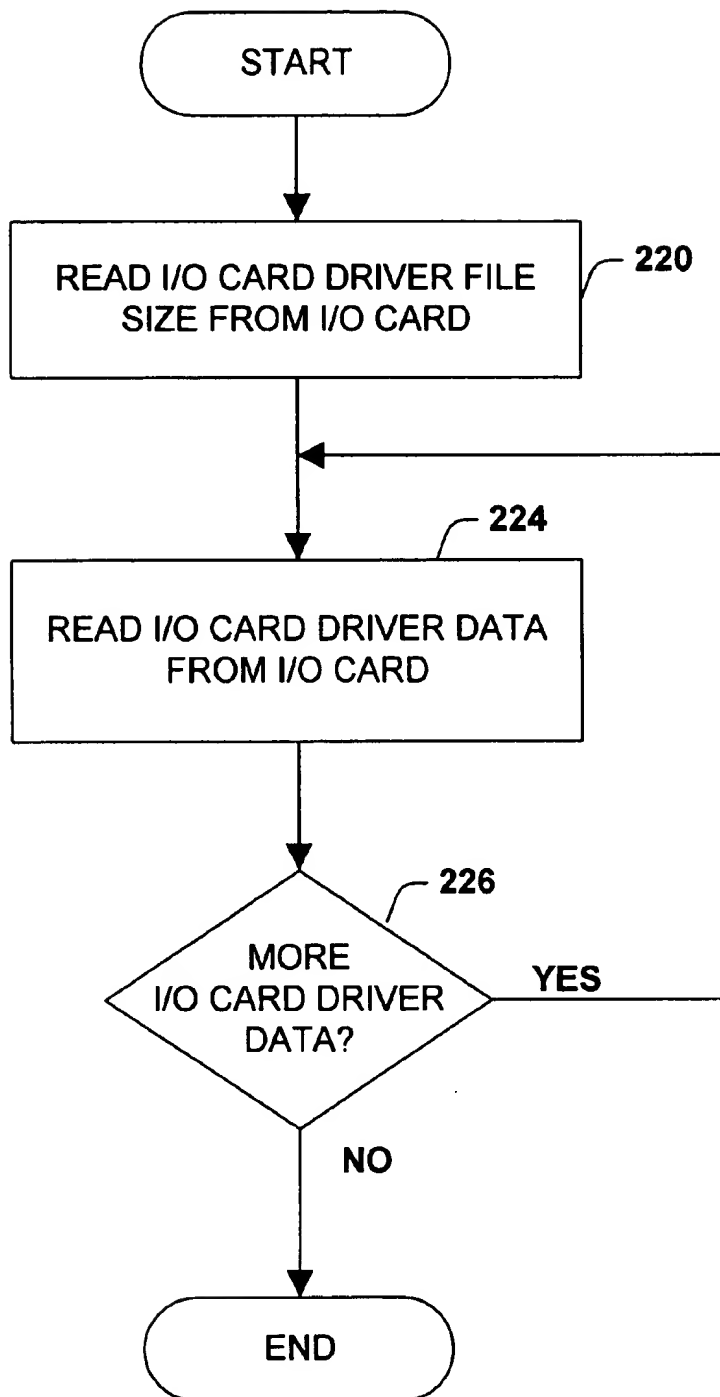 START
READ I/O CARD DRIVER FILE
SIZE FROM I/O CARD
220
224
READ I/O CARD DRIVER DATA
FROM I/O CARD
226
MORE
I/O CARD DRIVER
DATA?
YES
NO
END